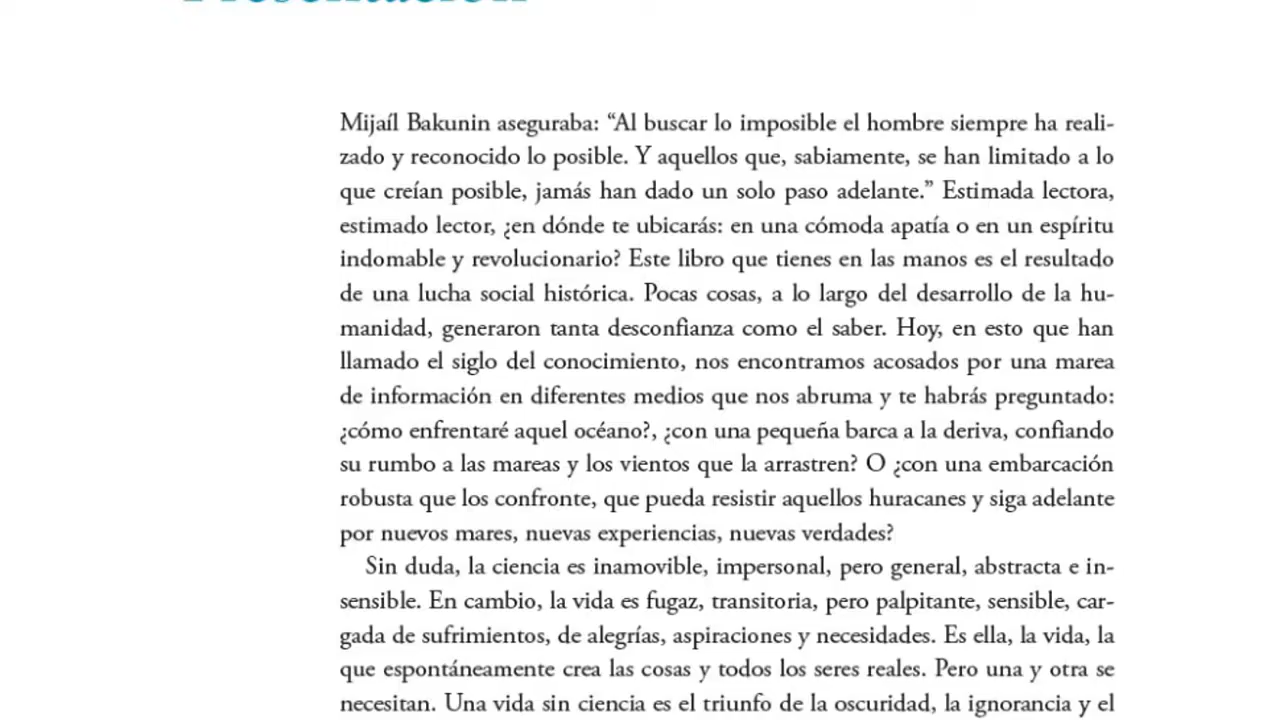 Presentación
Mijaíl Bakunin aseguraba: “Al buscar lo imposible el hombre siempre ha reali-
zado y reconocido lo posible. Y aquellos que, sabiamente, se han limitado a lo
que creían posible, jamás han dado un solo paso adelante.” Estimada lectora,
estimado lector, ¿en dónde te ubicarás: en una cómoda apatía o en un espíritu
indomable y revolucionario? Este libro que tienes en las manos es el resultado
de una lucha social histórica. Pocas cosas, a lo largo del desarrollo de la hu-
manidad, generaron tanta desconfianza como el saber. Hoy, en esto que han
llamado el siglo del conocimiento, nos encontramos acosados por una marea
de información en diferentes medios que nos abruma y te habrás preguntado:
¿cómo enfrentaré aquel océano?, ¿con una pequeña barca a la deriva, confiando
su rumbo a las mareas y los vientos que la arrastren? O ¿con una embarcación
robusta que los confronte, que pueda resistir aquellos huracanes y siga adelante
por nuevos mares, nuevas experiencias, nuevas verdades?
Sin duda, la ciencia es inamovible, impersonal, pero general, abstracta e in-
sensible. En cambio, la vida es fugaz, transitoria, pero palpitante, sensible, car-
gada de sufrimientos, de alegrías, aspiraciones y necesidades. Es ella, la vida, la
que espontáneamente crea las cosas y todos los seres reales. Pero una y otra se
necesitan. Una vida sin ciencia es el triunfo de la oscuridad, la ignorancia y el